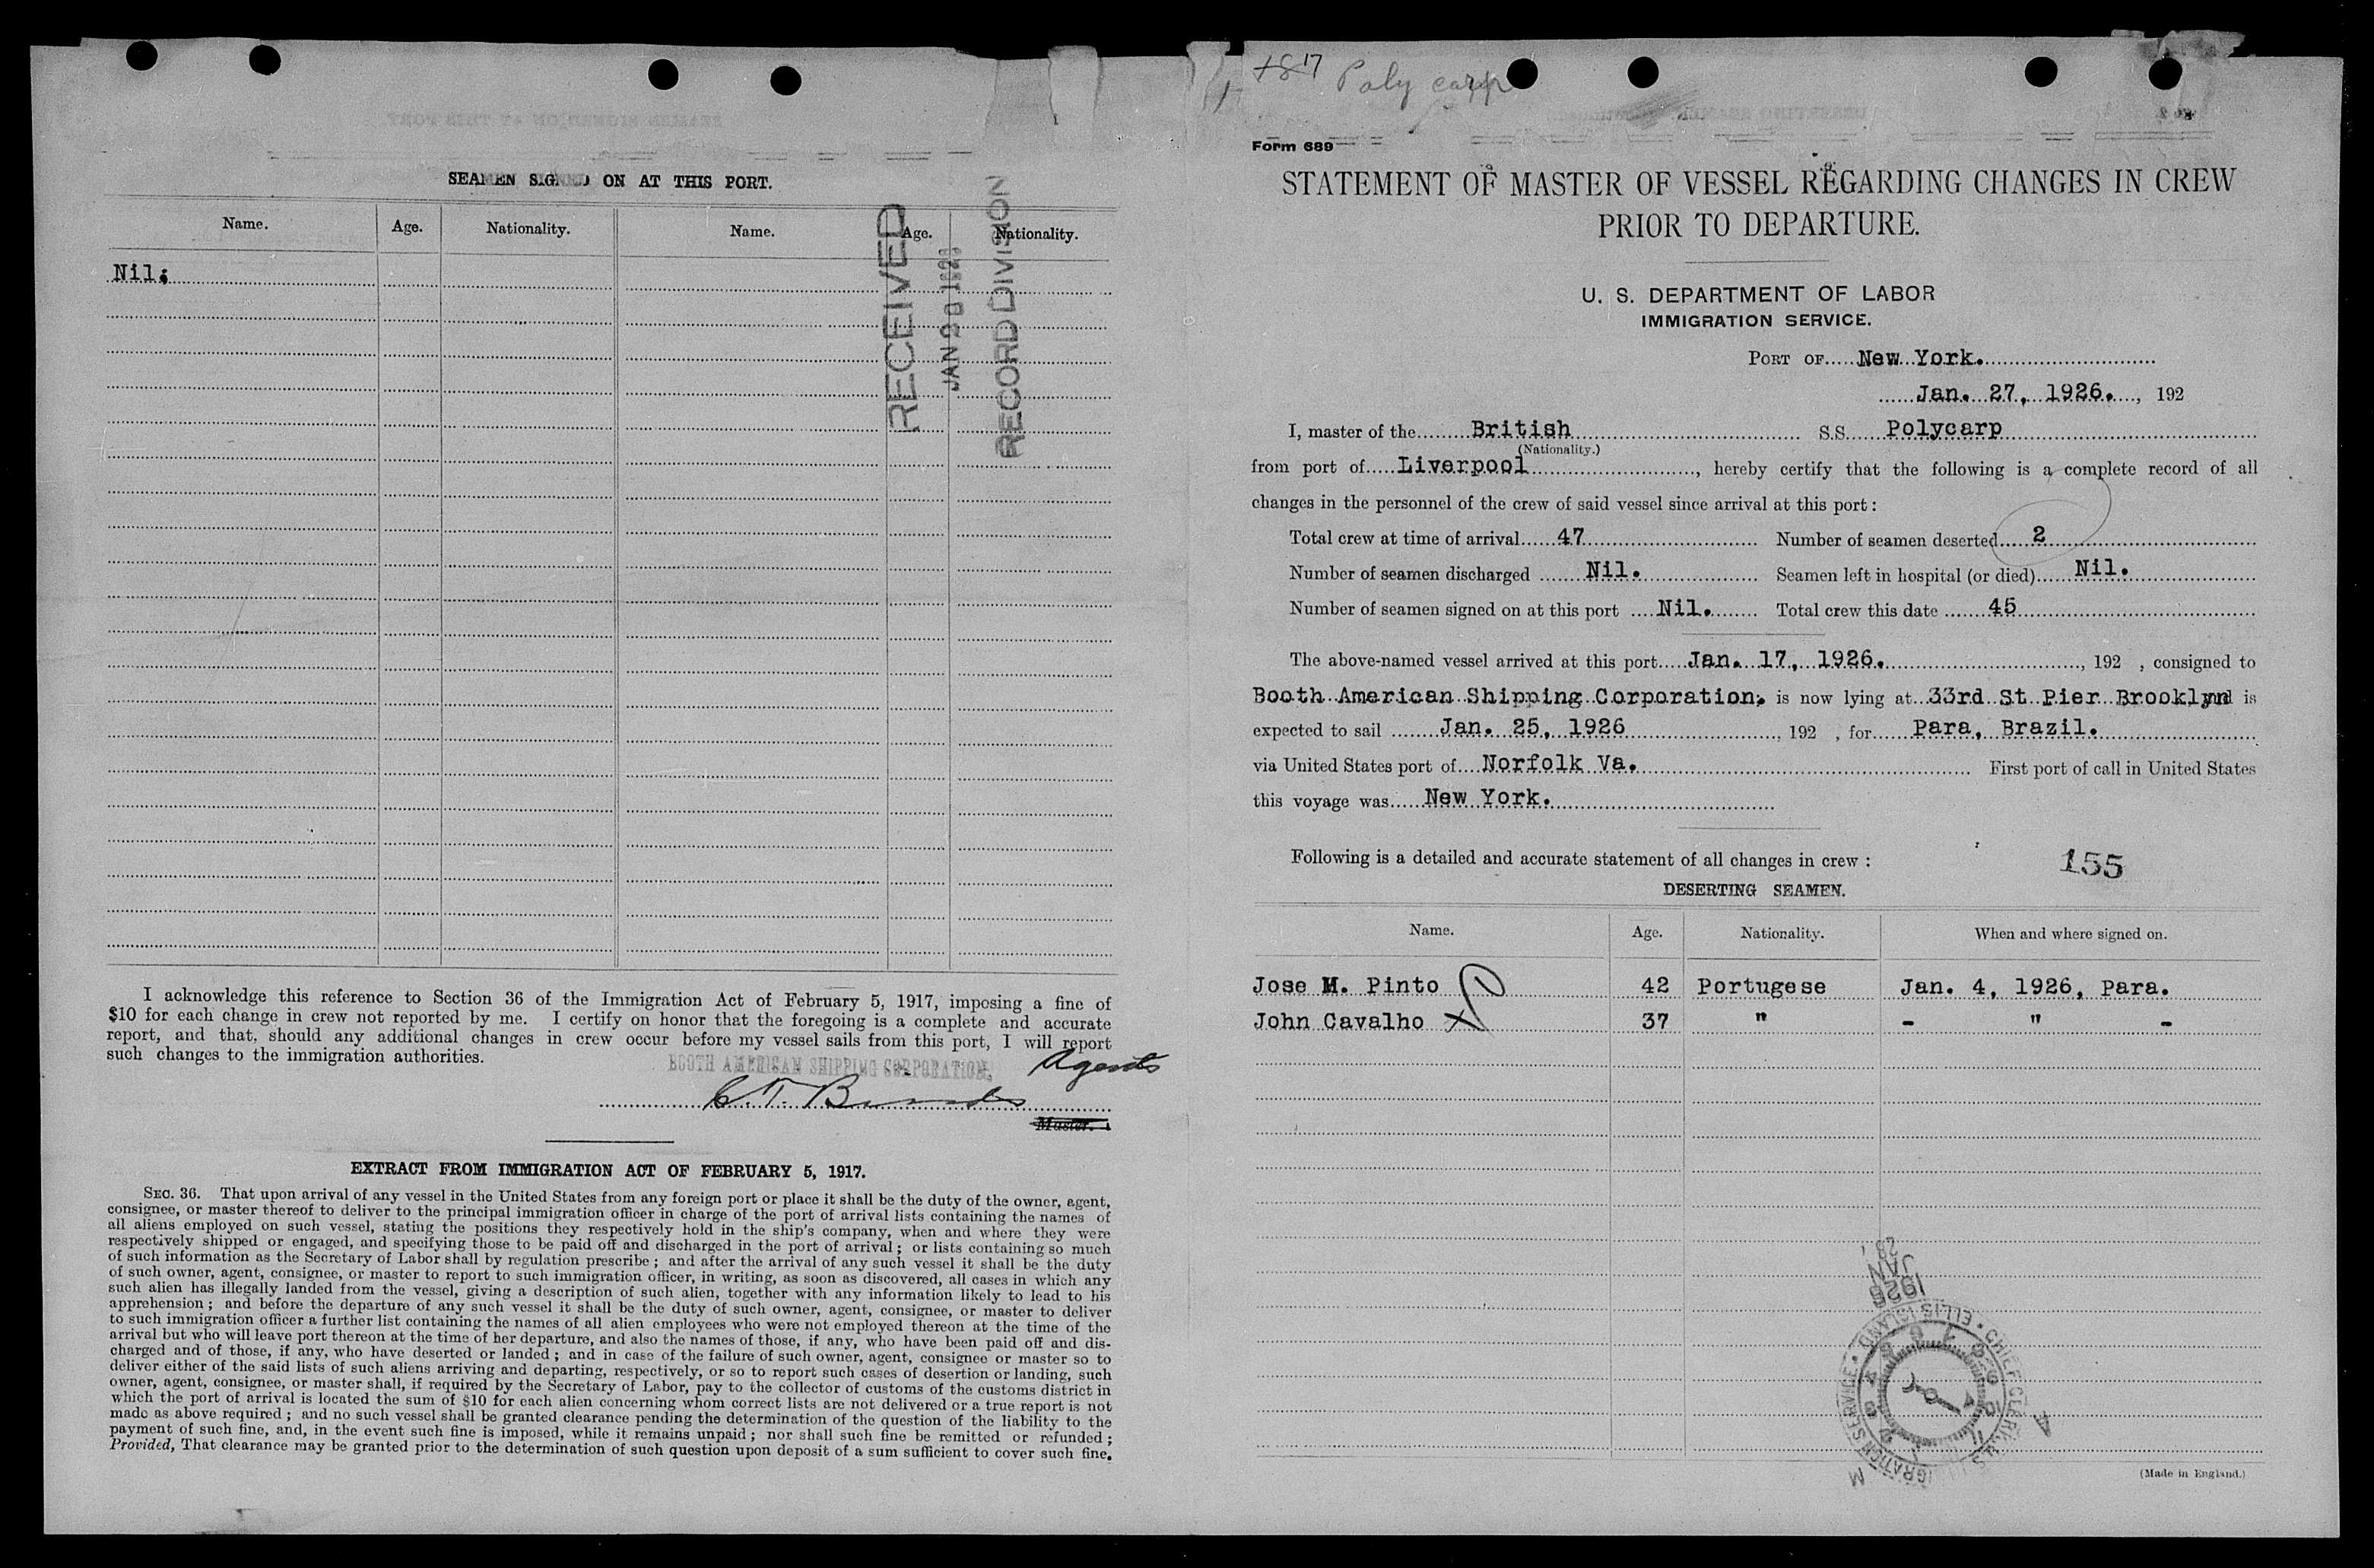 SEAMEN SIGNED ON AT THIS PORT.
Name. Age. Nationality. Name. Age. Nationality.
Nil.
RECEIVED
JAN
RECORD DIVISION
I acknowledge this reference to Section 36 of the Immigration Act of February 5, 1917, imposing a fine of
$10 for each change in crew not reported by me. I certify on honor that the foregoing is a complete and accurate
report, and that, should any additional changes in crew occur before my vessel sails from this port, I will report
such changes to the immigration authorities.
BOOTH AMERICAN SHIPPING CORPORATION, Agents
Master.
EXTRACT FROM IMMIGRATION ACT OF FEBRUARY 5, 1917.
SEC. 36. That upon arrival of any vessel in the United States from any foreign port or place it shall be the duty of the owner, agent,
consignee, or master thereof to deliver to the principal immigration officer in charge of the port of arrival lists containing the names of
all aliens employed on such vessel, stating the positions they respectively hold in the ship's company, when and where they were
respectively shipped or engaged, and specifying those to be paid off and discharged in the port of arrival; or lists containing so much
of such information as the Secretary of Labor shall by regulation prescribe; and after the arrival of any such vessel it shall be the duty
of such owner, agent, consignee, or master to report to such immigration officer, in writing, as soon as discovered, all cases in which any
such alien has illegally landed from the vessel, giving a description of such alien, together with any information likely to lead to his
apprehension; and before the departure of any such vessel it shall be the duty of such owner, agent, consignee, or master to deliver
to such immigration officer a further list containing the names of all alien employees who were not employed thereon at the time of the
arrival but who will leave port thereon at the time of her departure, and also the names of those, if any, who have been paid off and dis-
charged and of those, if any, who have deserted or landed; and in case of the failure of such owner, agent, consignee or master so to
deliver either of the said lists of such aliens arriving and departing, respectively, or so to report such cases of desertion or landing, such
owner, agent, consignee, or master shall, if required by the Secretary of Labor, pay to the collector of customs of the customs district in
which the port of arrival is located the sum of $10 for each alien concerning whom correct lists are not delivered or a true report is not
made as above required; and no such vessel shall be granted clearance pending the determination of the question of the liability to the
payment of such fine, and, in the event such fine is imposed, while it remains unpaid; nor shall such fine be remitted or refunded;
Provided, That clearance may be granted prior to the determination of such question upon deposit of a sum sufficient to cover such fine.
Poly carp
Form 689
STATEMENT OF MASTER OF VESSEL REGARDING CHANGES IN CREW
PRIOR TO DEPARTURE.
U. S. DEPARTMENT OF LABOR
IMMIGRATION SERVICE.
PORT OF New York.
Jan. 27, 1926. , 192
I, master of the British S.S. Polycarp
(Nationality.)
from port of Liverpool , hereby certify that the following is a complete record of all
changes in the personnel of the crew of said vessel since arrival at this port:
Total crew at time of arrival 47 Number of seamen deserted 2
Number of seamen discharged Nil. Seamen left in hospital (or died) Nil.
Number of seamen signed on at this port Nil. Total crew this date 45
The above-named vessel arrived at this port Jan. 17, 1926. , 192 , consigned to
Booth American Shipping Corporation, is now lying at 33rd St Pier Brooklyn and is
expected to sail Jan. 25, 1926 , 192 , for Para, Brazil.
via United States port of Norfolk Va. First port of call in United States
this voyage was New York.
Following is a detailed and accurate statement of all changes in crew: 155
DESERTING SEAMEN.
Name. Age. Nationality. When and where signed on.
Jose M. Pinto 42 Portugese Jan. 4, 1926, Para.
John Cavalho X 37 " - " -
28
JAN
1926
ELLIS ISLAND • CHIEF CLERK
(Made in England.)